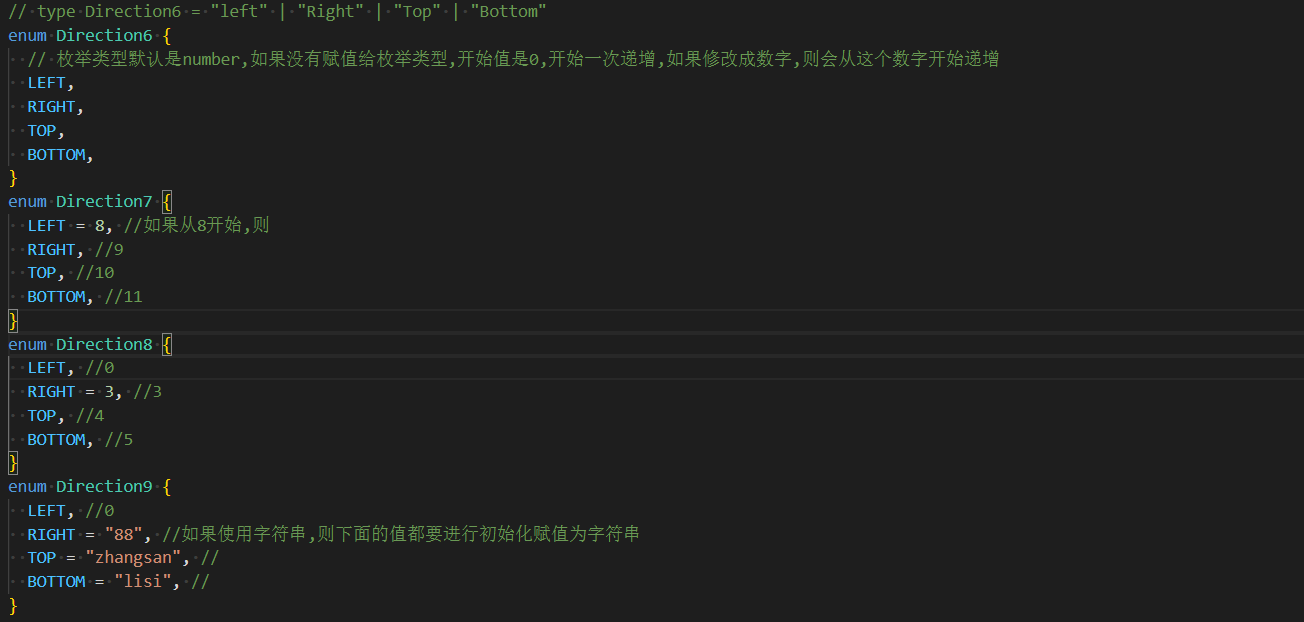 // type Direction6 = "left" | "Right" | "Top" | "Bottom"
enum Direction6 {
  // 枚举类型默认是number,如果没有赋值给枚举类型,开始值是0,开始一次递增,如果修改成数字,则会从这个数字开始递增
  LEFT,
  RIGHT,
  TOP,
  BOTTOM,
}
enum Direction7 {
  LEFT = 8, //如果从8开始,则
  RIGHT, //9
  TOP, //10
  BOTTOM, //11
}
enum Direction8 {
  LEFT, //0
  RIGHT = 3, //3
  TOP, //4
  BOTTOM, //5
}
enum Direction9 {
  LEFT, //0
  RIGHT = "88", //如果使用字符串,则下面的值都要进行初始化赋值为字符串
  TOP = "zhangsan", //
  BOTTOM = "lisi", //
}